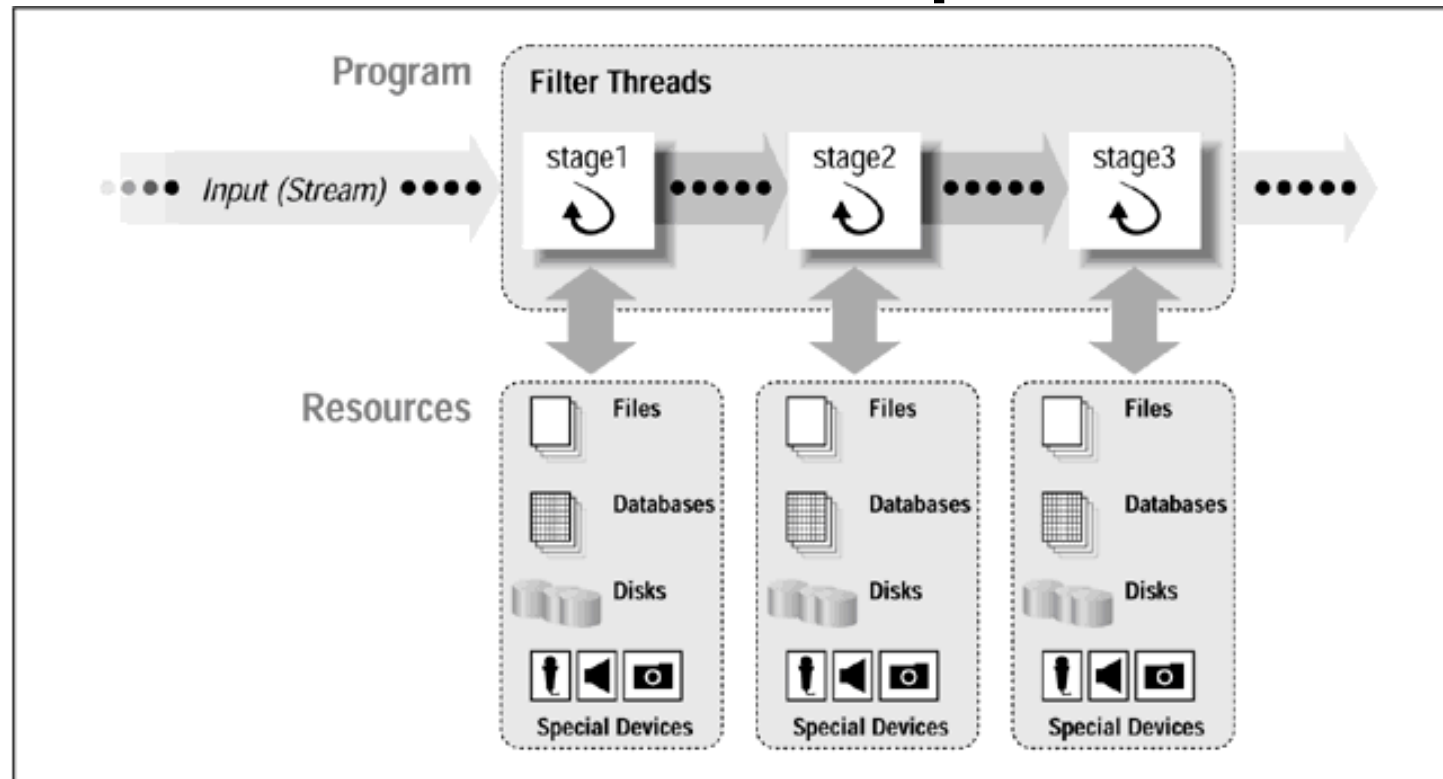 Program
Filter Threads
Input (Stream)
stage1
stage2
stage3
Resources
Files
Databases
Disks
Special Devices
Files
Databases
Disks
Special Devices
Files
Databases
Disks
Special Devices